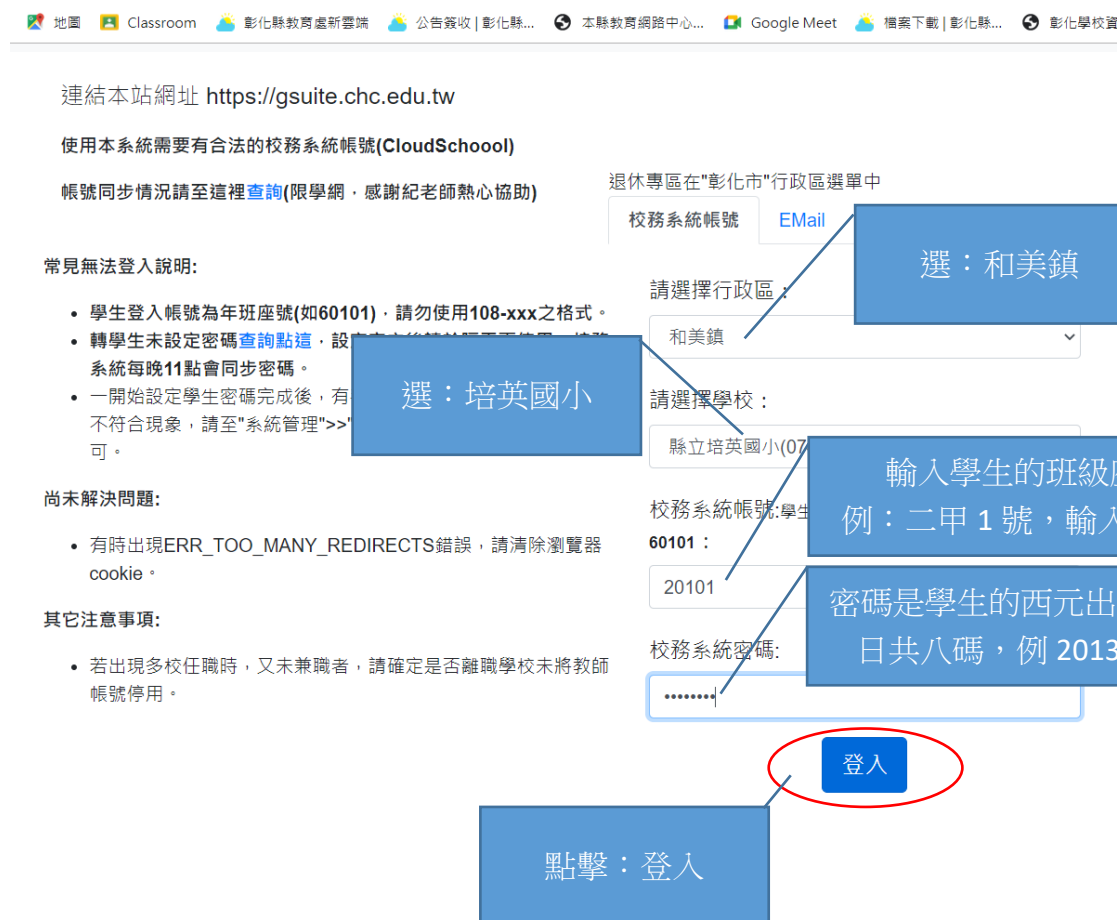 地圖 Classroom 彰化縣教育處新雲端 公告簽收 | 彰化縣... 本縣教育網路中心... Google Meet 檔案下載 | 彰化縣... 彰化學校資
連結本站網址 https://gsuite.chc.edu.tw
使用本系統需要有合法的校務系統帳號(CloudSchoool)
帳號同步情況請至這裡查詢(限學網，感謝紀老師熱心協助)
常見無法登入說明:
• 學生登入帳號為年班座號(如60101)，請勿使用108-xxx之格式。
• 轉學生未設定密碼查詢點這，設
系統每晚11點會同步密碼。
• 一開始設定學生密碼完成後，有
不符合現象，請至"系統管理">>"
可。
尚未解決問題:
• 有時出現ERR_TOO_MANY_REDIRECTS錯誤，請清除瀏覽器
cookie。
其它注意事項:
• 若出現多校任職時，又未兼職者，請確定是否離職學校未將教師
帳號停用。
退休專區在"彰化市"行政區選單中
校務系統帳號 EMail
選：和美鎮
請選擇行政區：
和美鎮
選：培英國小
請選擇學校：
縣立培英國小(07
輸入學生的班級
例：二甲 1 號，輸入
校務系統帳號:學生
60101：
20101
密碼是學生的西元出
日共八碼，例 2013
校務系統密碼:
••••••••
登入
點擊：登入